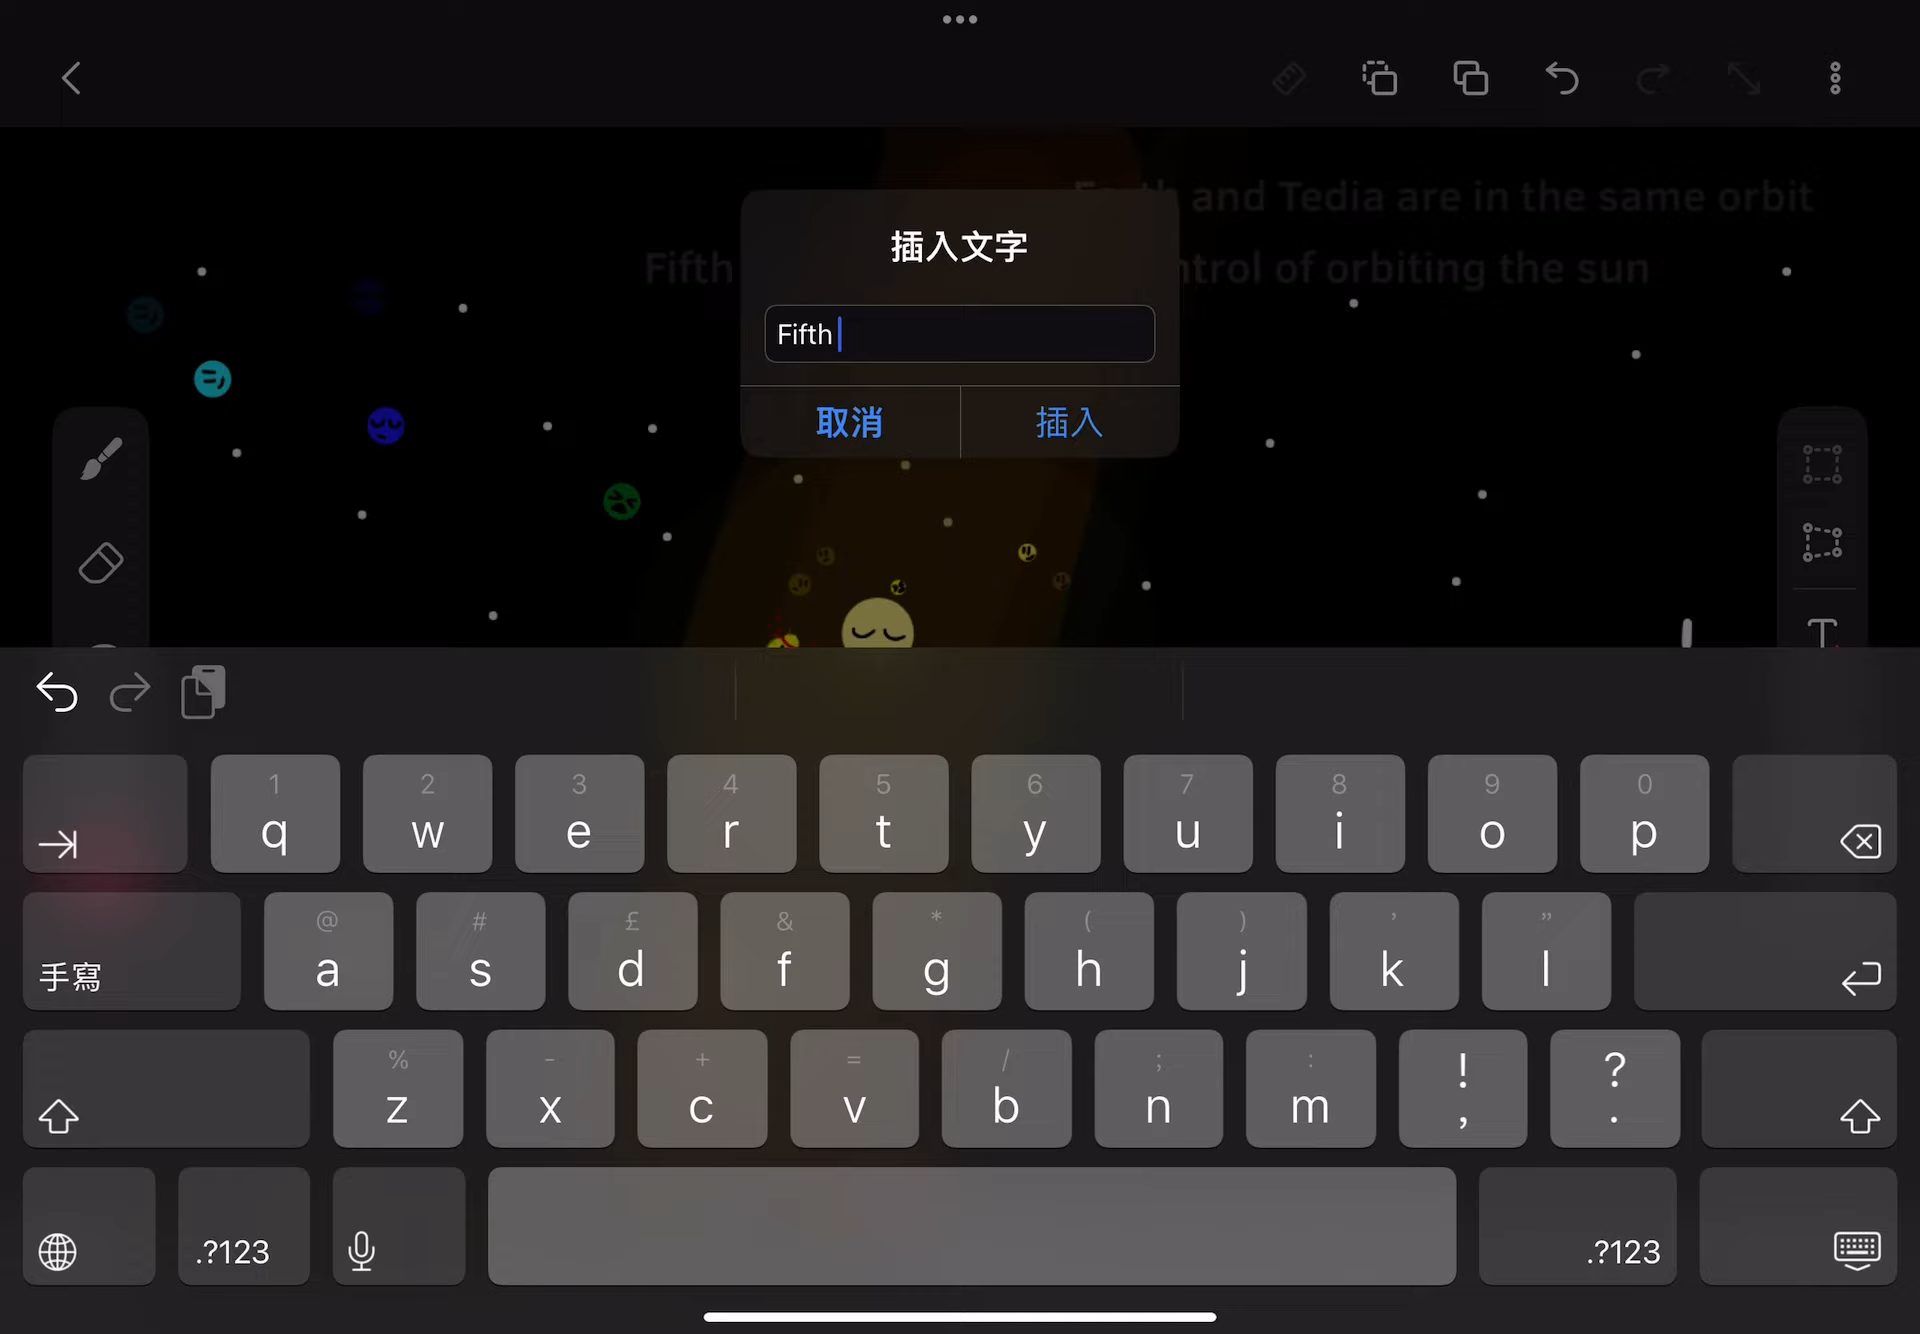 and Tedia are in the same orbit
插入文字
Fifth
of orbiting the sun
Fifth
取消
插入
1 2 3 4 5 6 7 8 9 0
q w e r t y u i o p
@ # £ & * ( ) ’ ”
手寫 a s d f g h j k l
% - + = / ; : ! ?
z x c v b n m , .
.?123 .?123